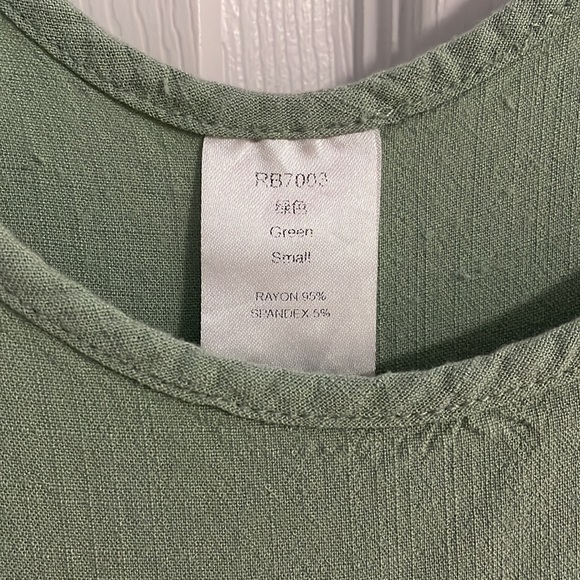 RB7003
绿色
Green
Small
RAYON 95%
SPANDEX 5%